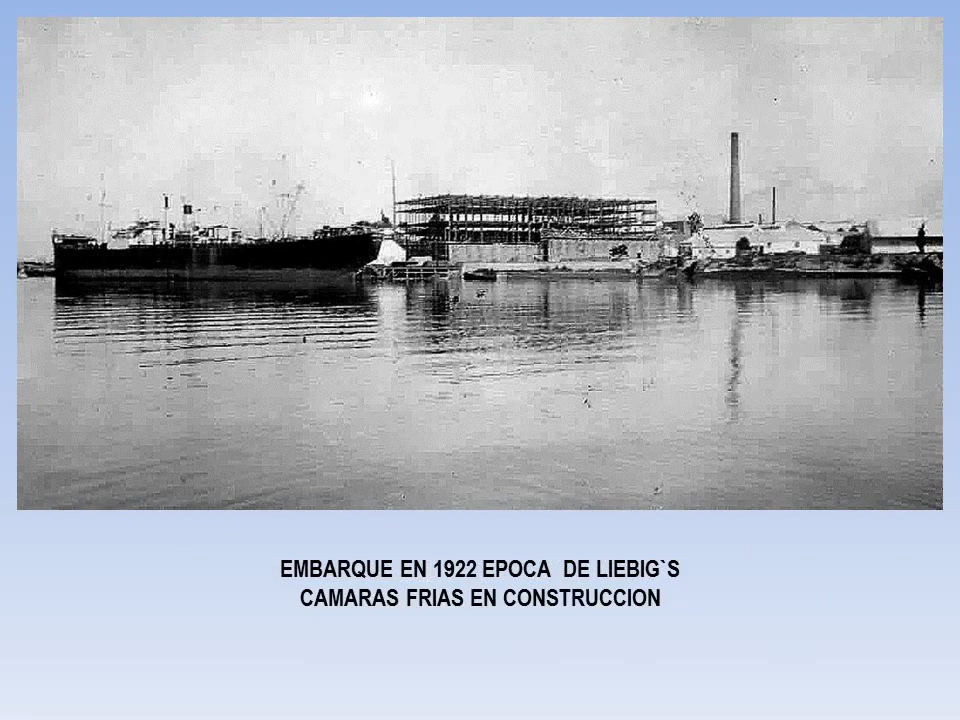 EMBARQUE EN 1922 EPOCA  DE LIEBIG`S
CAMARAS FRIAS EN CONSTRUCCION